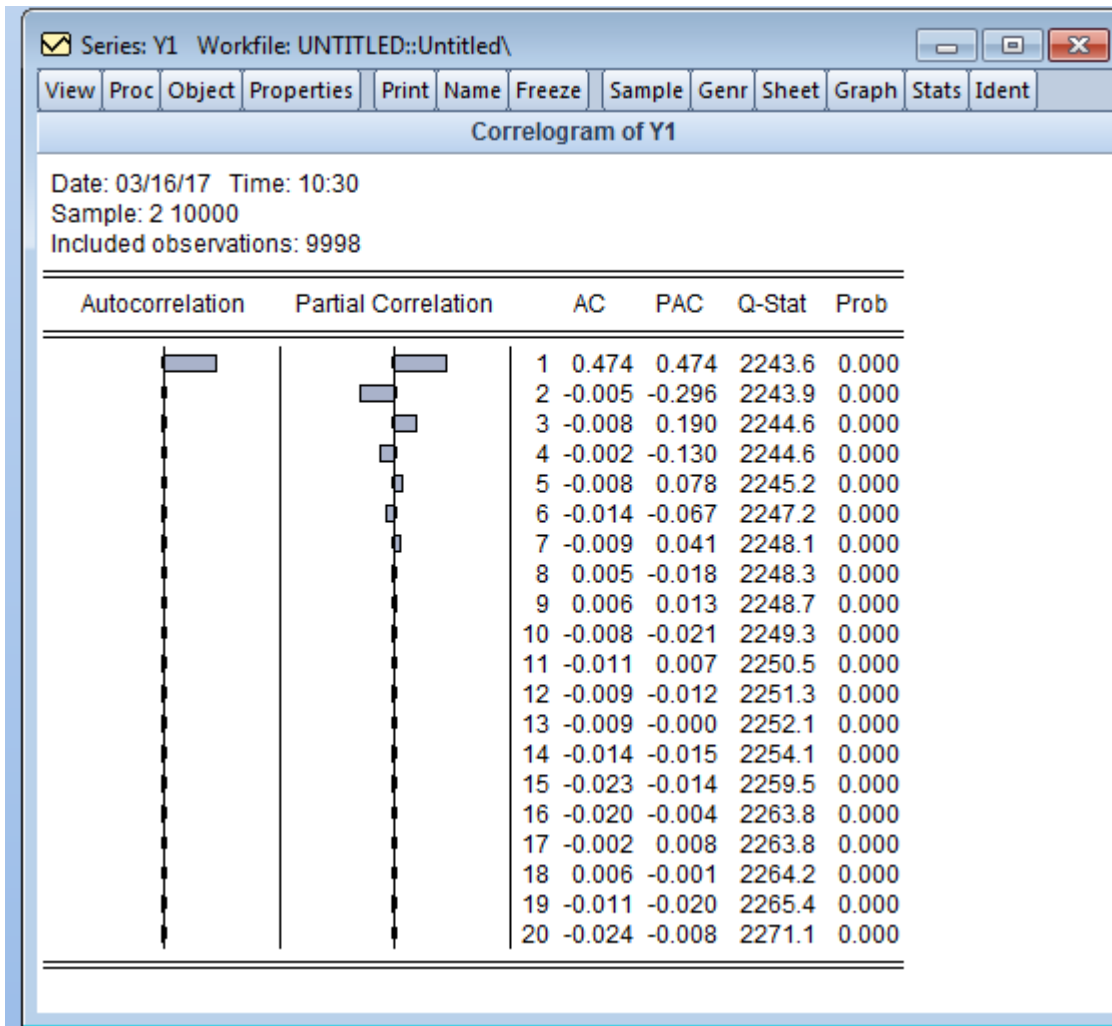 Series: Y1 Workfile: UNTITLED::Untitled\
View Proc Object Properties Print Name Freeze Sample Genr Sheet Graph Stats Ident
Correlogram of Y1
Date: 03/16/17 Time: 10:30
Sample: 2 10000
Included observations: 9998
Autocorrelation Partial Correlation AC PAC Q-Stat Prob
1 0.474 0.474 2243.6 0.000
2 -0.005 -0.296 2243.9 0.000
3 -0.008 0.190 2244.6 0.000
4 -0.002 -0.130 2244.6 0.000
5 -0.008 0.078 2245.2 0.000
6 -0.014 -0.067 2247.2 0.000
7 -0.009 0.041 2248.1 0.000
8 0.005 -0.018 2248.3 0.000
9 0.006 0.013 2248.7 0.000
10 -0.008 -0.021 2249.3 0.000
11 -0.011 0.007 2250.5 0.000
12 -0.009 -0.012 2251.3 0.000
13 -0.009 -0.000 2252.1 0.000
14 -0.014 -0.015 2254.1 0.000
15 -0.023 -0.014 2259.5 0.000
16 -0.020 -0.004 2263.8 0.000
17 -0.002 0.008 2263.8 0.000
18 0.006 -0.001 2264.2 0.000
19 -0.011 -0.020 2265.4 0.000
20 -0.024 -0.008 2271.1 0.000